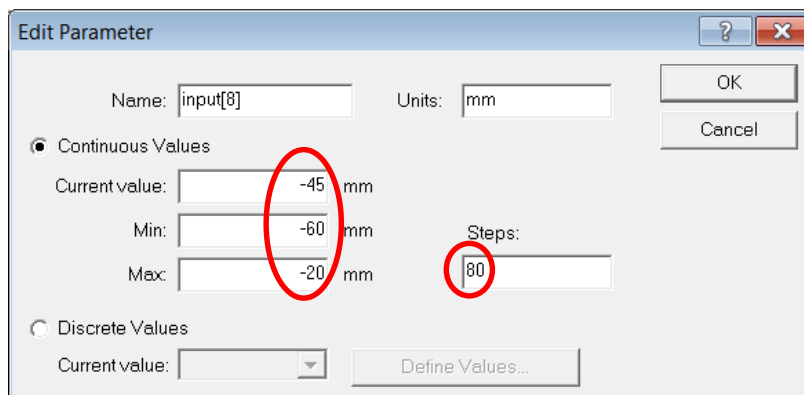 Edit Parameter
Name: input[8] Units: mm OK
Cancel
Continuous Values
Current value: -45 mm
Min: -60 mm Steps:
Max: -20 mm 80
Discrete Values
Current value: Define Values...